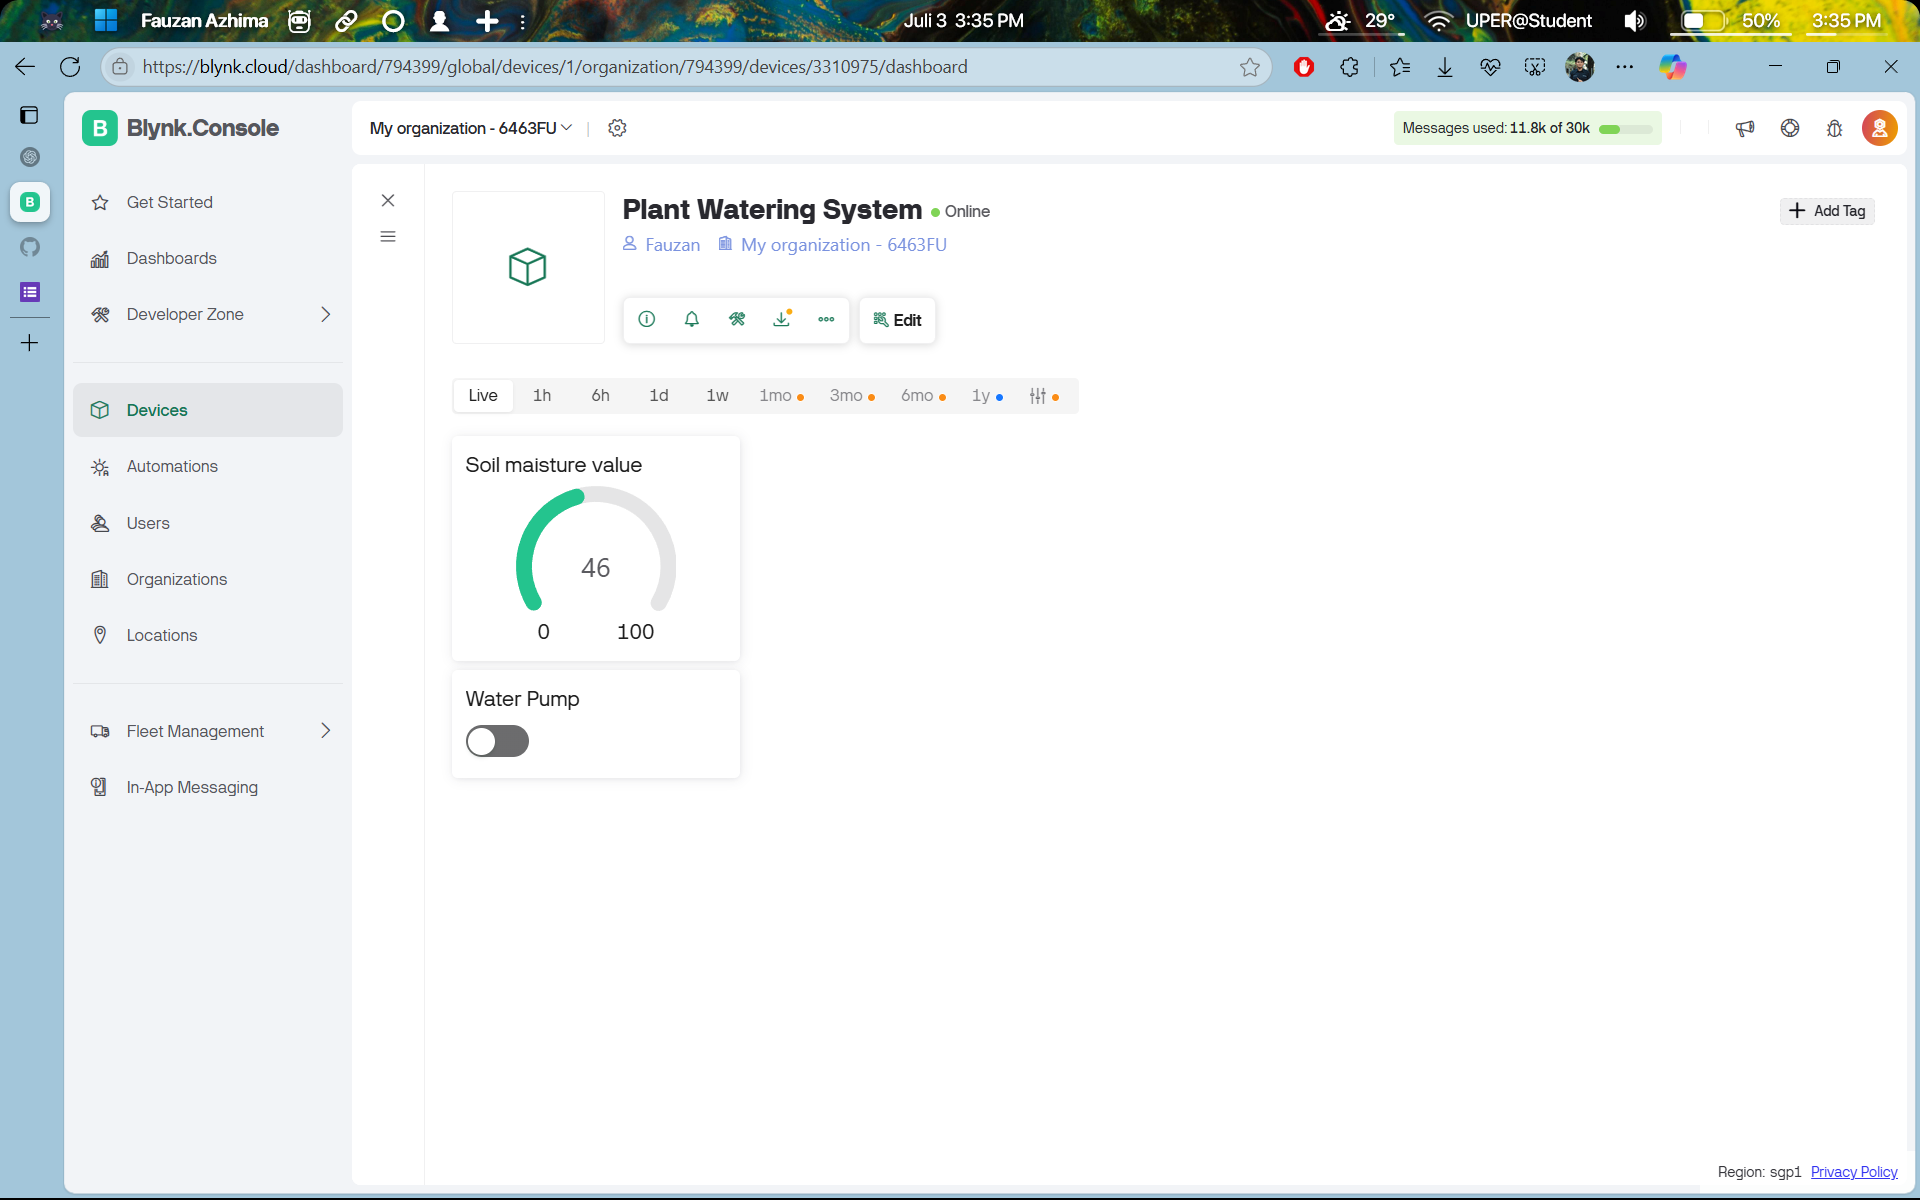 Fauzan Azhima
Juli 3 3:35 PM
29°
UPER@Student
50%
3:35 PM
https://blynk.cloud/dashboard/794399/global/devices/1/organization/794399/devices/3310975/dashboard
B Blynk.Console
My organization - 6463FU
Messages used: 11.8k of 30k
B
Get Started
Dashboards
Developer Zone
Devices
Automations
Users
Organizations
Locations
Fleet Management
In-App Messaging
Plant Watering System Online
Fauzan My organization - 6463FU
Add Tag
Edit
Live 1h 6h 1d 1w 1mo 3mo 6mo 1y
Soil maisture value
46
0 100
Water Pump
Region: sgp1 Privacy Policy